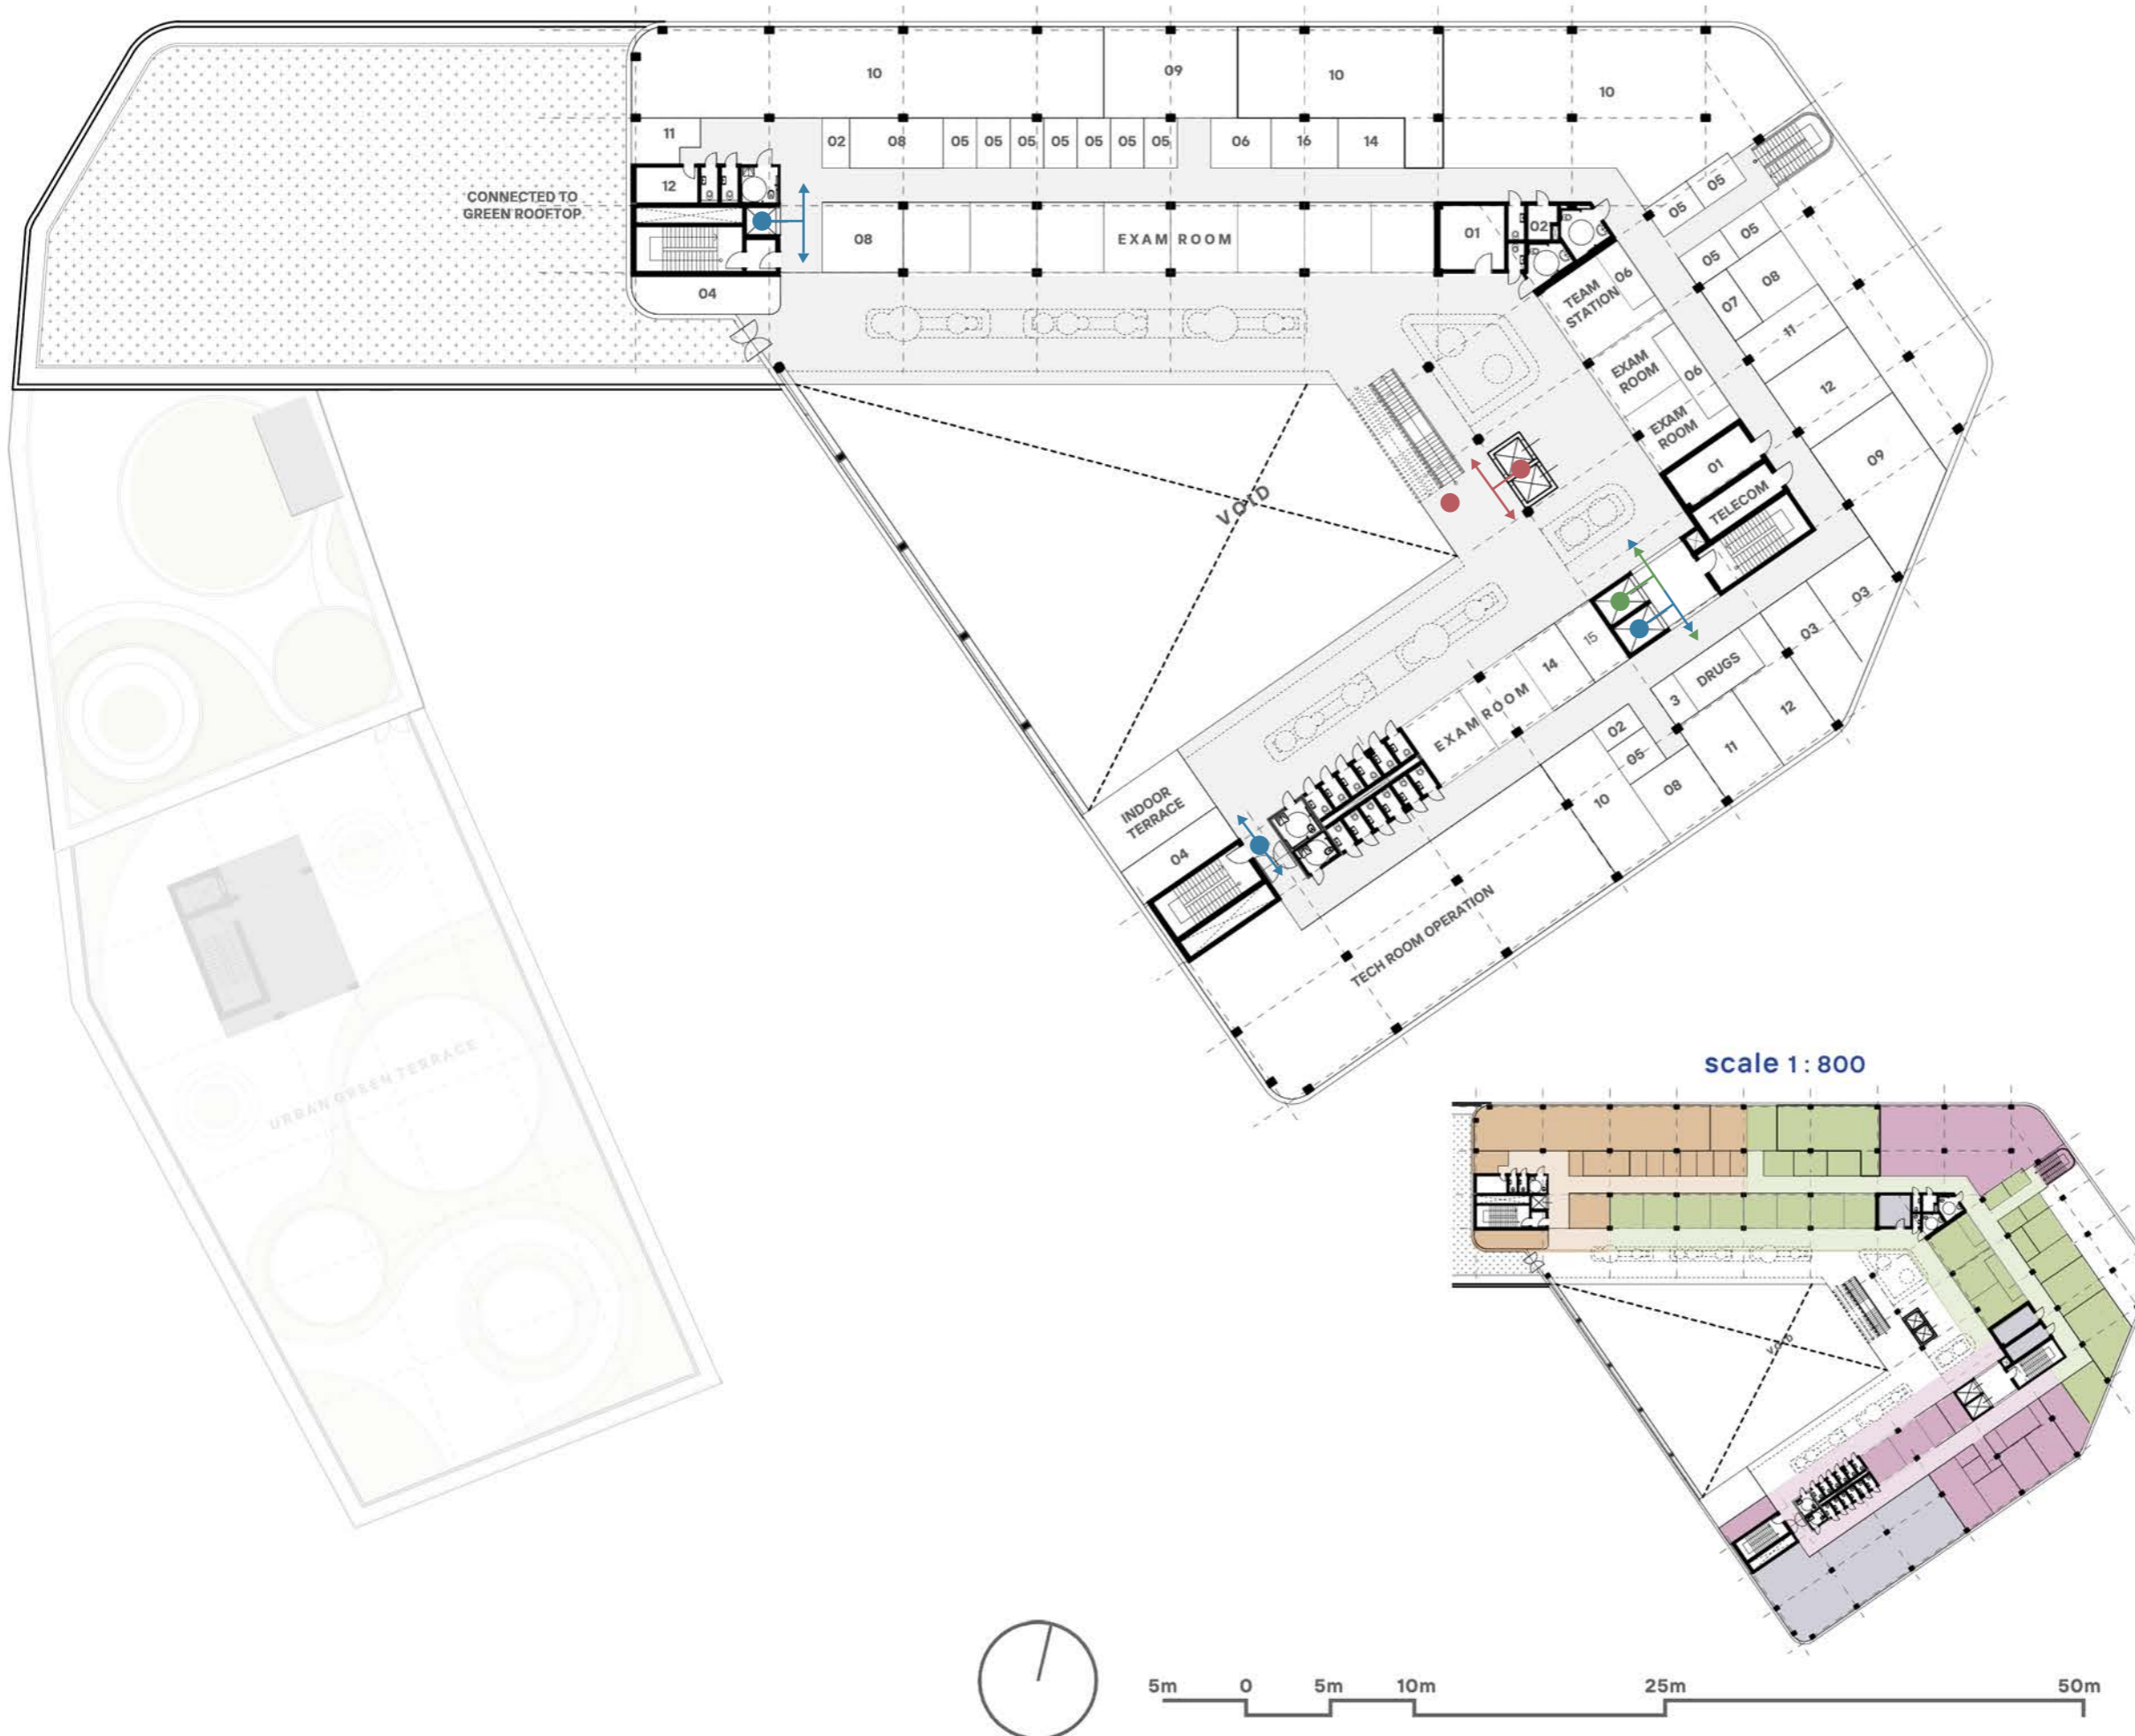 10
09
10
10
11
02
08
05
05
05
05
05
05
05
06
16
14
12
CONNECTED TO
GREEN ROOFTOP
08
EXAM ROOM
01
02
04
05
05
05
05
TEAM
STATION
06
07
08
11
EXAM
ROOM
06
12
EXAM
ROOM
01
09
TELECOM
VOID
03
03
15
14
EXAM ROOM
DRUGS
3
12
02
05
11
08
10
INDOOR
TERRACE
04
TECH ROOM OPERATION
URBAN GREEN TERRACE
scale 1 : 800
VOID
5m
0
5m
10m
25m
50m